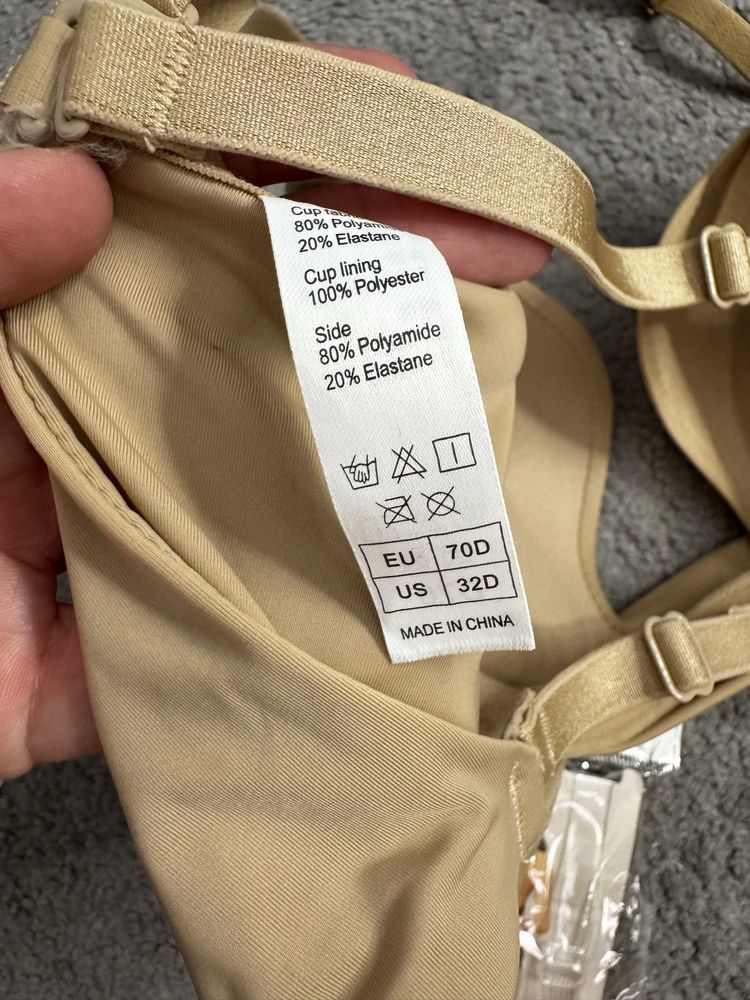 Cup
80%
20% Elastane
Cup lining
100% Polyester
Side
80% Polyamide
20% Elastane
EU 70D
US 32D
MADE IN CHINA